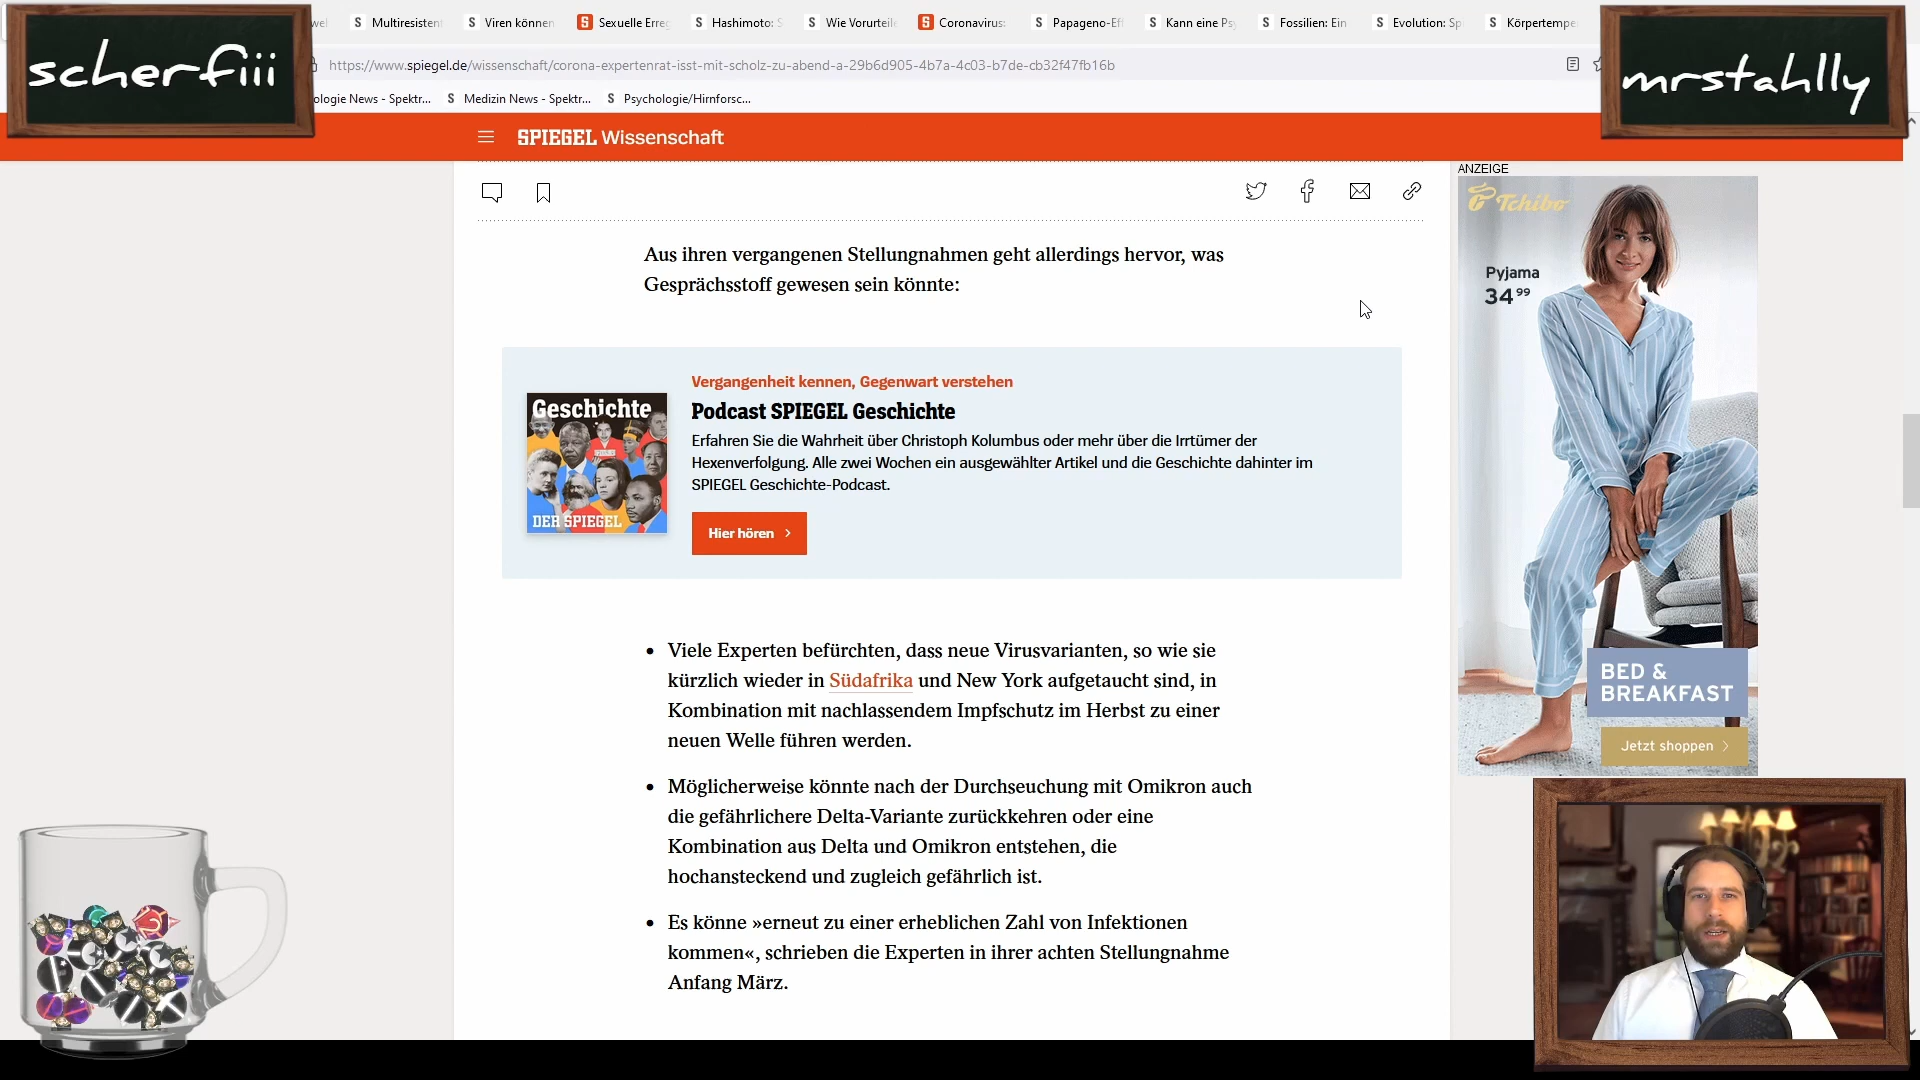 scherfiii
mrstahlly
Multiresisten
Viren können
Sexuelle Erreg
Hashimoto: S
Wie Vorurteile
Coronavirus:
Papageno-Eff
Kann eine Psy
Fossilien: Ein
Evolution: Sp
Körpertempe
https://www.spiegel.de/wissenschaft/corona-expertenrat-isst-mit-scholz-zu-abend-a-29b6d905-4b7a-4c03-b7de-cb32f47fb16b
ologie News - Spektr...
Medizin News - Spektr...
Psychologie/Hirnforsc...
SPIEGEL Wissenschaft
ANZEIGE
Aus ihren vergangenen Stellungnahmen geht allerdings hervor, was
Gesprächsstoff gewesen sein könnte:
Geschichte
DER SPIEGEL
Vergangenheit kennen, Gegenwart verstehen
Podcast SPIEGEL Geschichte
Erfahren Sie die Wahrheit über Christoph Kolumbus oder mehr über die Irrtümer der
Hexenverfolgung. Alle zwei Wochen ein ausgewählter Artikel und die Geschichte dahinter im
SPIEGEL Geschichte-Podcast.
Hier hören
Viele Experten befürchten, dass neue Virusvarianten, so wie sie
kürzlich wieder in Südafrika und New York aufgetaucht sind, in
Kombination mit nachlassendem Impfschutz im Herbst zu einer
neuen Welle führen werden.
Möglicherweise könnte nach der Durchseuchung mit Omikron auch
die gefährlichere Delta-Variante zurückkehren oder eine
Kombination aus Delta und Omikron entstehen, die
hochansteckend und zugleich gefährlich ist.
Es könne »erneut zu einer erheblichen Zahl von Infektionen
kommen«, schrieben die Experten in ihrer achten Stellungnahme
Anfang März.
Tchibo
Pyjama
34 99
BED &
BREAKFAST
Jetzt shoppen